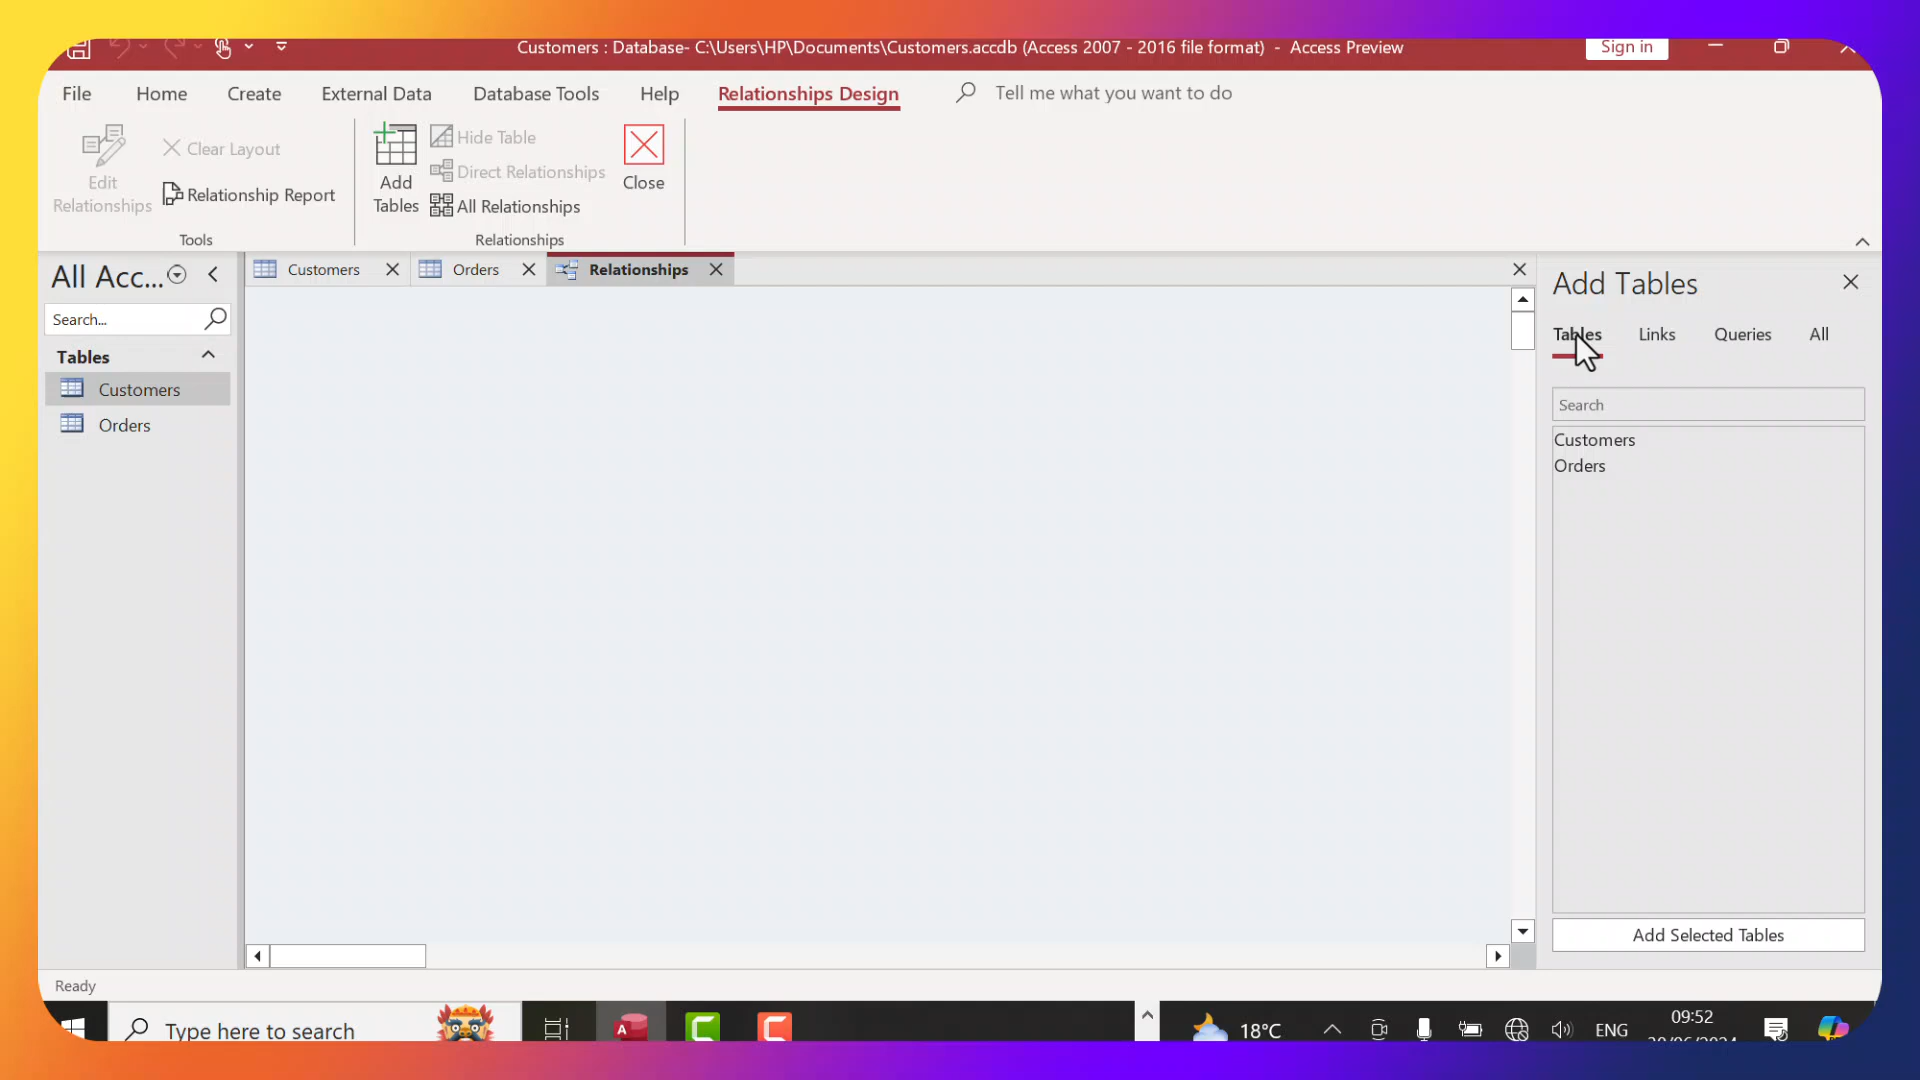 Customers : Database- C:\Users\HP\Documents\Customers.accdb (Access 2007 - 2016 file format) - Access Preview
Sign in
File Home Create External Data Database Tools Help Relationships Design Tell me what you want to do
Edit Relationships
Clear Layout
Relationship Report
Tools
Add Tables
Hide Table
Direct Relationships
All Relationships
Close
Relationships
All Acc...
Search...
Tables
Customers
Orders
Customers Orders Relationships
Add Tables
Tables Links Queries All
Search
Customers
Orders
Add Selected Tables
Ready
Type here to search
A
18°C
ENG
09:52